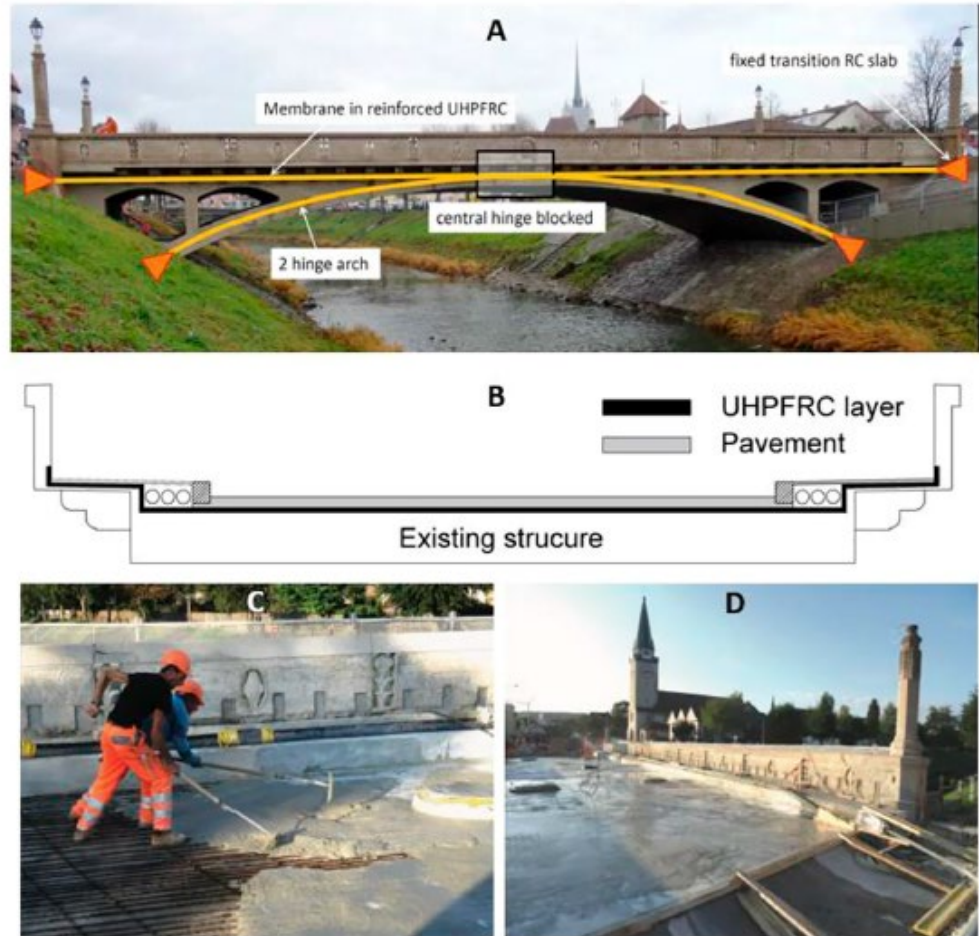 A
fixed transition RC slab
Membrane in reinforced UHPFRC
central hinge blocked
2 hinge arch
B
UHPFRC layer
Pavement
Existing strucure
C
D